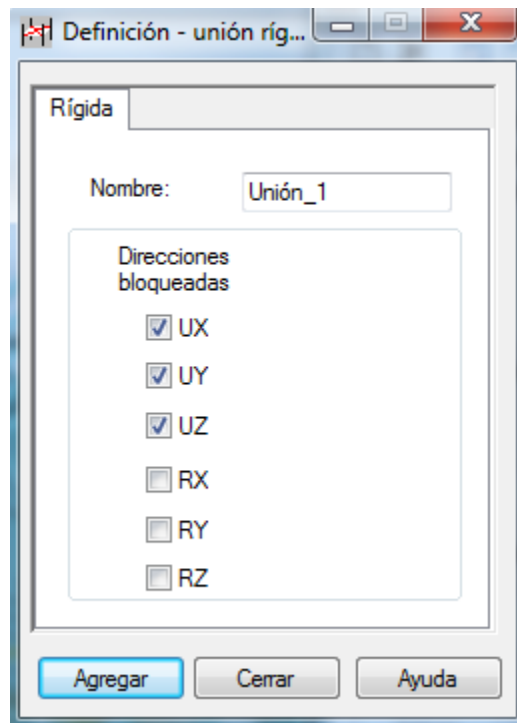 Definición - unión ríg...
Rígida
Nombre: Unión_1
Direcciones
bloqueadas
UX
UY
UZ
RX
RY
RZ
Agregar Cerrar Ayuda